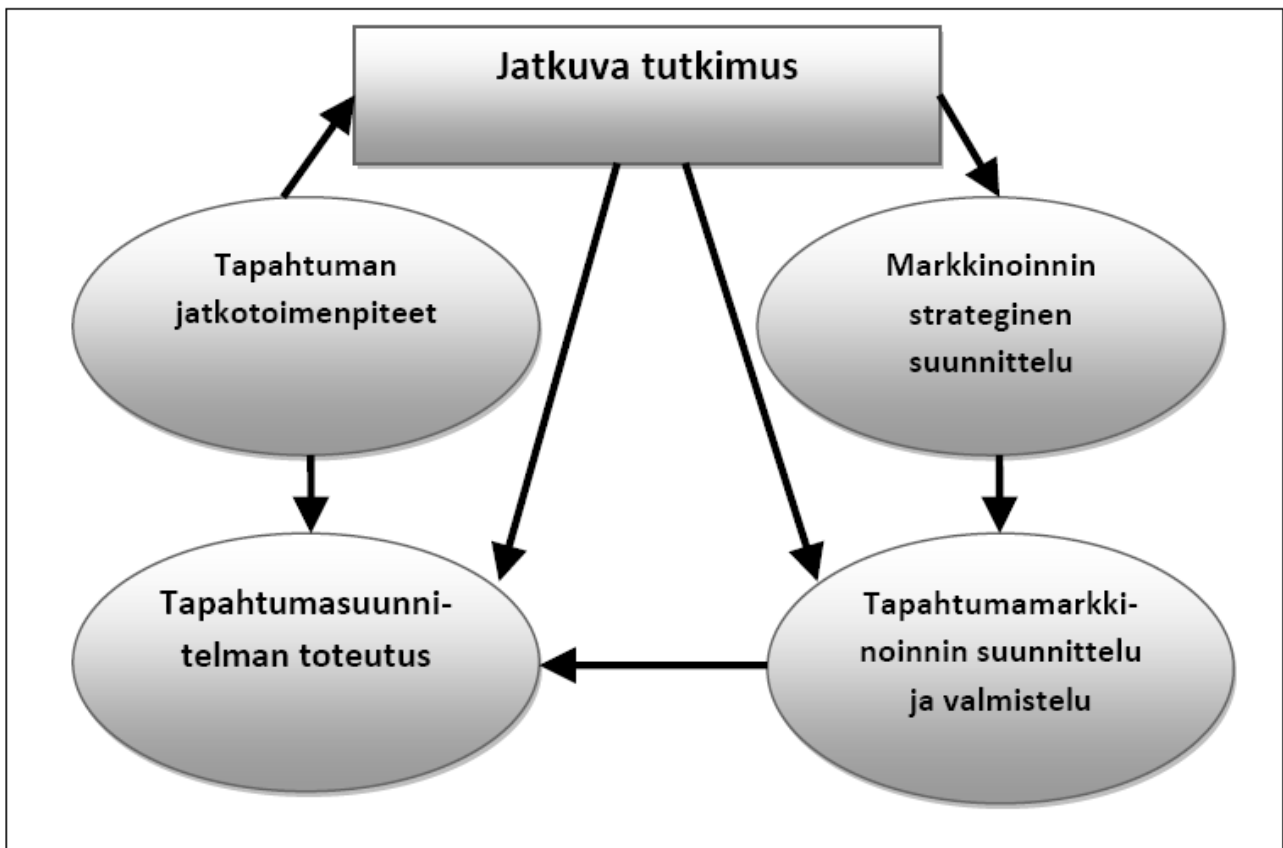 Jatkuva tutkimus
Tapahtuman
jatkotoimenpiteet
Markkinoinnin
strateginen
suunnittelu
Tapahtumasuunni-
telman toteutus
Tapahtumamarkki-
noinnin suunnittelu
ja valmistelu